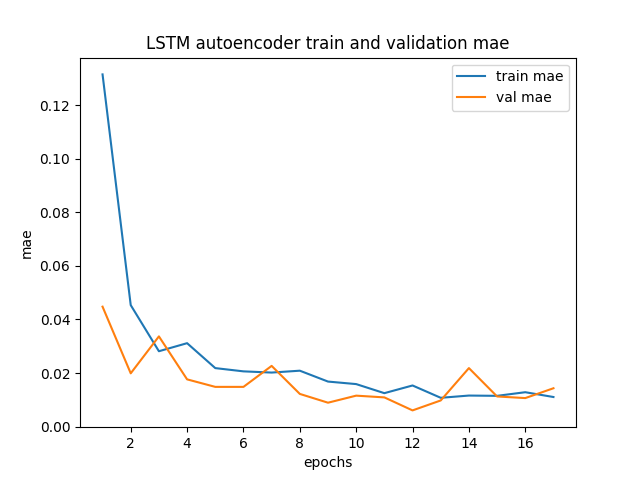 LSTM autoencoder train and validation mae
train mae
val mae
0.12
0.10
0.08
0.06
0.04
0.02
0.00
mae
2 4 6 8 10 12 14 16
epochs